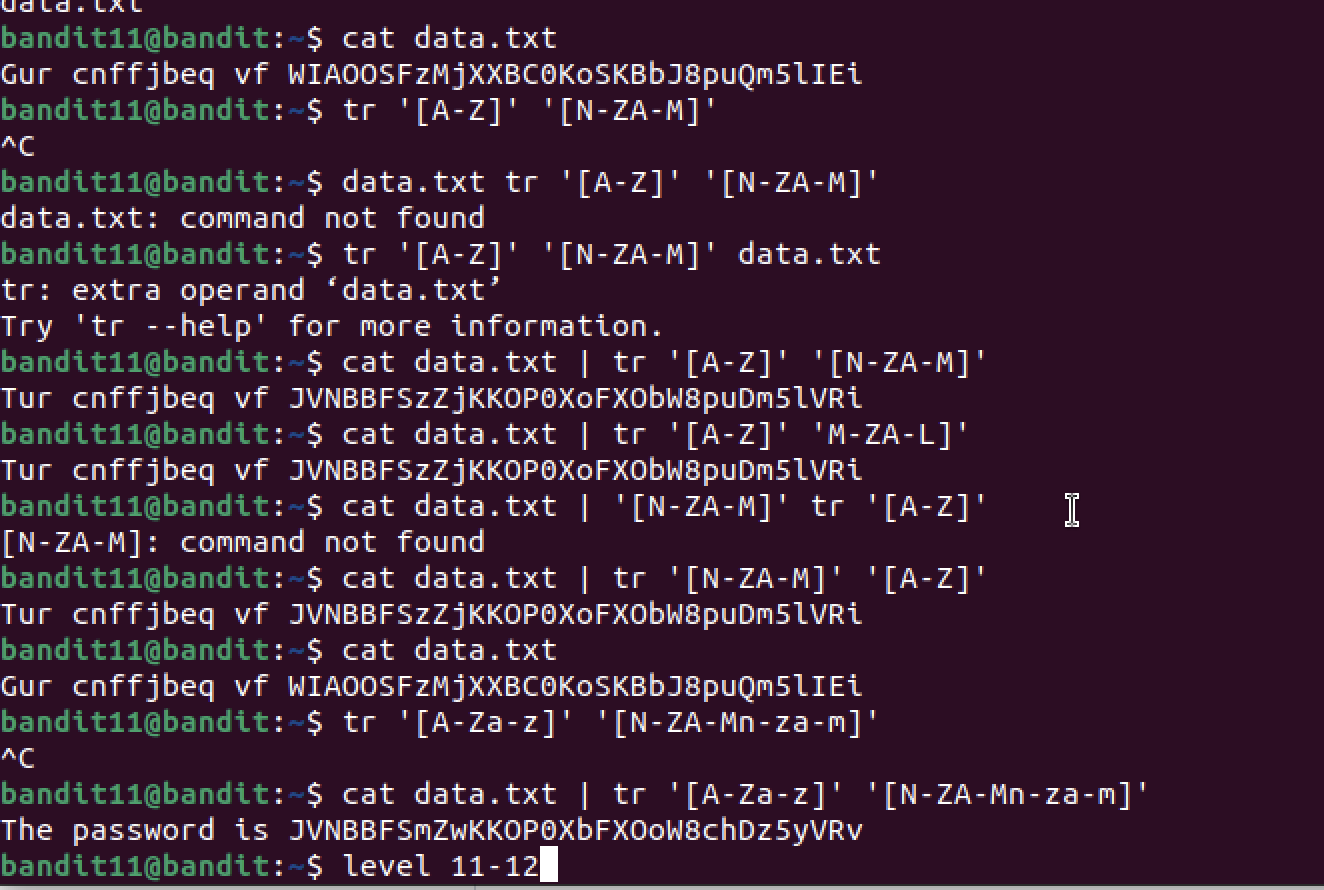 data.txt
bandit11@bandit:~$ cat data.txt
Gur cnffjbeq vf WIAOOSFzMjXXBC0KoSKBbJ8puQm5lIEi
bandit11@bandit:~$ tr '[A-Z]' '[N-ZA-M]'
^C
bandit11@bandit:~$ data.txt tr '[A-Z]' '[N-ZA-M]'
data.txt: command not found
bandit11@bandit:~$ tr '[A-Z]' '[N-ZA-M]' data.txt
tr: extra operand ‘data.txt’
Try 'tr --help' for more information.
bandit11@bandit:~$ cat data.txt | tr '[A-Z]' '[N-ZA-M]'
Tur cnffjbeq vf JVNBBFSzZjKKOP0XoFXObW8puDm5lVRi
bandit11@bandit:~$ cat data.txt | tr '[A-Z]' 'M-ZA-L]'
Tur cnffjbeq vf JVNBBFSzZjKKOP0XoFXObW8puDm5lVRi
bandit11@bandit:~$ cat data.txt | '[N-ZA-M]' tr '[A-Z]'
[N-ZA-M]: command not found
bandit11@bandit:~$ cat data.txt | tr '[N-ZA-M]' '[A-Z]'
Tur cnffjbeq vf JVNBBFSzZjKKOP0XoFXObW8puDm5lVRi
bandit11@bandit:~$ cat data.txt
Gur cnffjbeq vf WIAOOSFzMjXXBC0KoSKBbJ8puQm5lIEi
bandit11@bandit:~$ tr '[A-Za-z]' '[N-ZA-Mn-za-m]'
^C
bandit11@bandit:~$ cat data.txt | tr '[A-Za-z]' '[N-ZA-Mn-za-m]'
The password is JVNBBFSmZwKKOP0XbFXOoW8chDz5yVRv
bandit11@bandit:~$ level 11-12